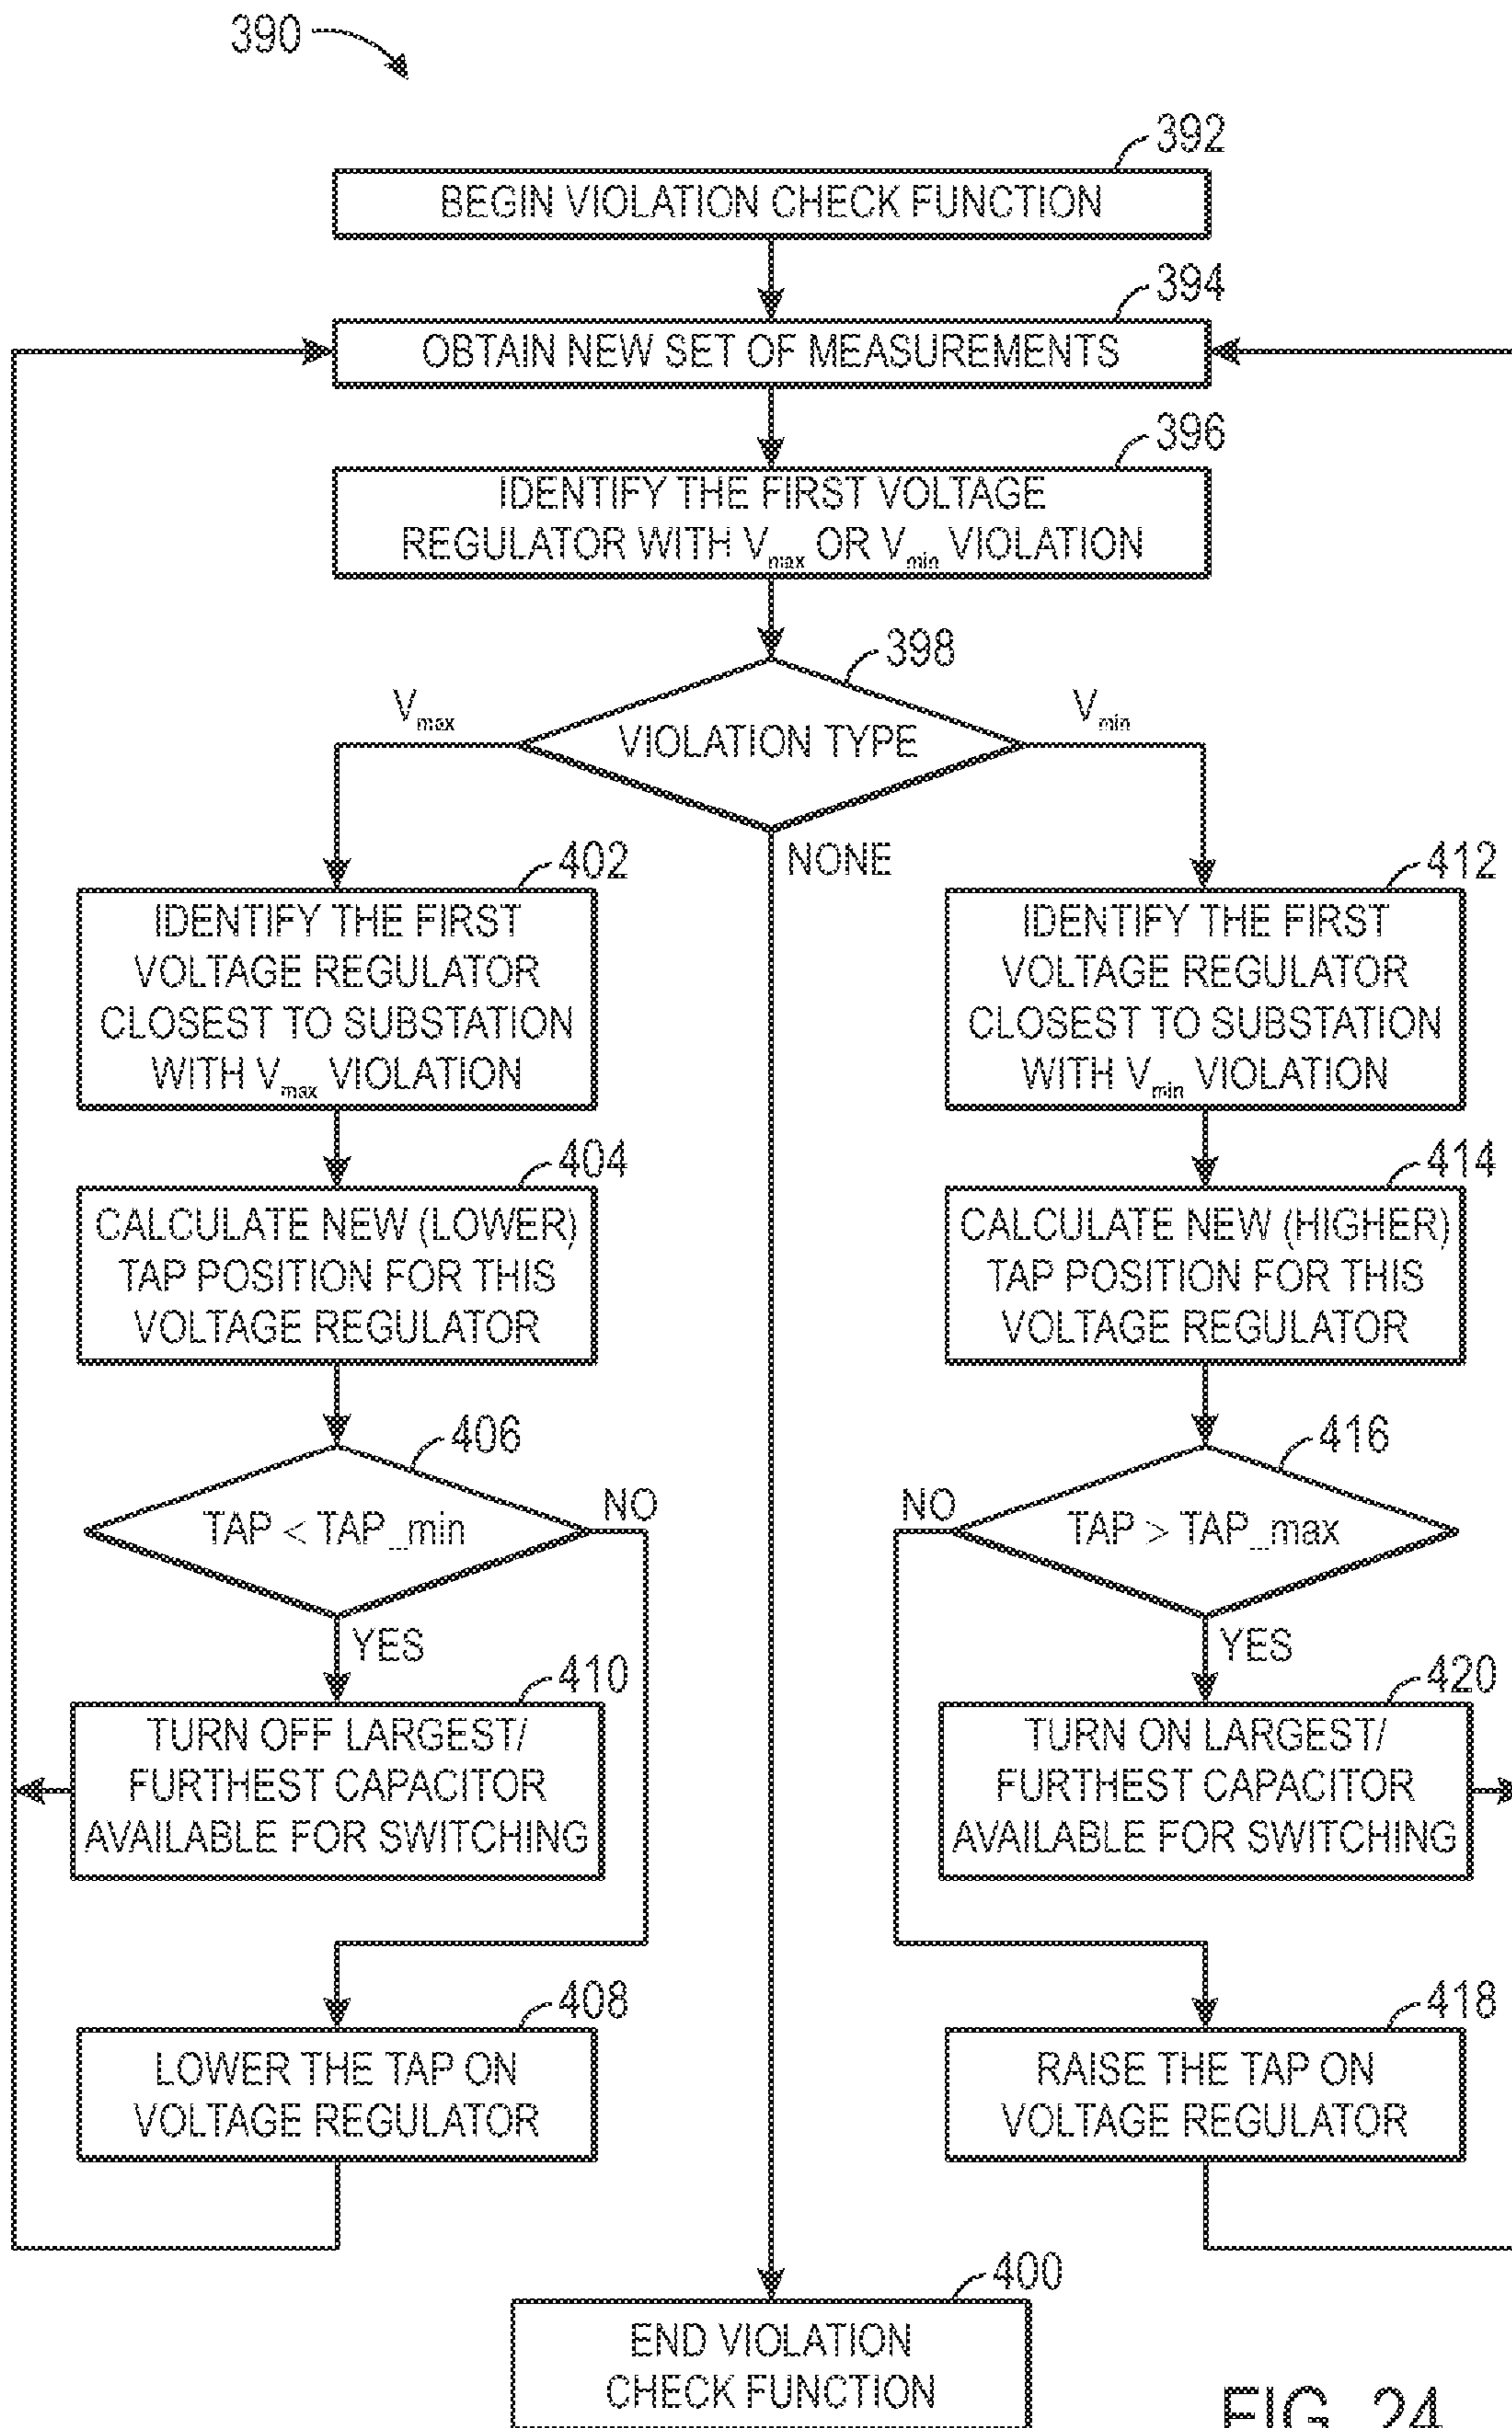 390
392
BEGIN VIOLATION CHECK FUNCTION
394
OBTAIN NEW SET OF MEASUREMENTS
396
IDENTIFY THE FIRST VOLTAGE
REGULATOR WITH Vmax OR Vmin VIOLATION
398
Vmax
VIOLATION TYPE
Vmin
NONE
402
IDENTIFY THE FIRST
VOLTAGE REGULATOR
CLOSEST TO SUBSTATION
WITH Vmax VIOLATION
404
CALCULATE NEW (LOWER)
TAP POSITION FOR THIS
VOLTAGE REGULATOR
406
TAP < TAP_min
NO
YES
410
TURN OFF LARGEST/
FURTHEST CAPACITOR
AVAILABLE FOR SWITCHING
408
LOWER THE TAP ON
VOLTAGE REGULATOR
412
IDENTIFY THE FIRST
VOLTAGE REGULATOR
CLOSEST TO SUBSTATION
WITH Vmin VIOLATION
414
CALCULATE NEW (HIGHER)
TAP POSITION FOR THIS
VOLTAGE REGULATOR
416
NO
TAP > TAP_max
YES
420
TURN ON LARGEST/
FURTHEST CAPACITOR
AVAILABLE FOR SWITCHING
418
RAISE THE TAP ON
VOLTAGE REGULATOR
400
END VIOLATION
CHECK FUNCTION
FIG. 24